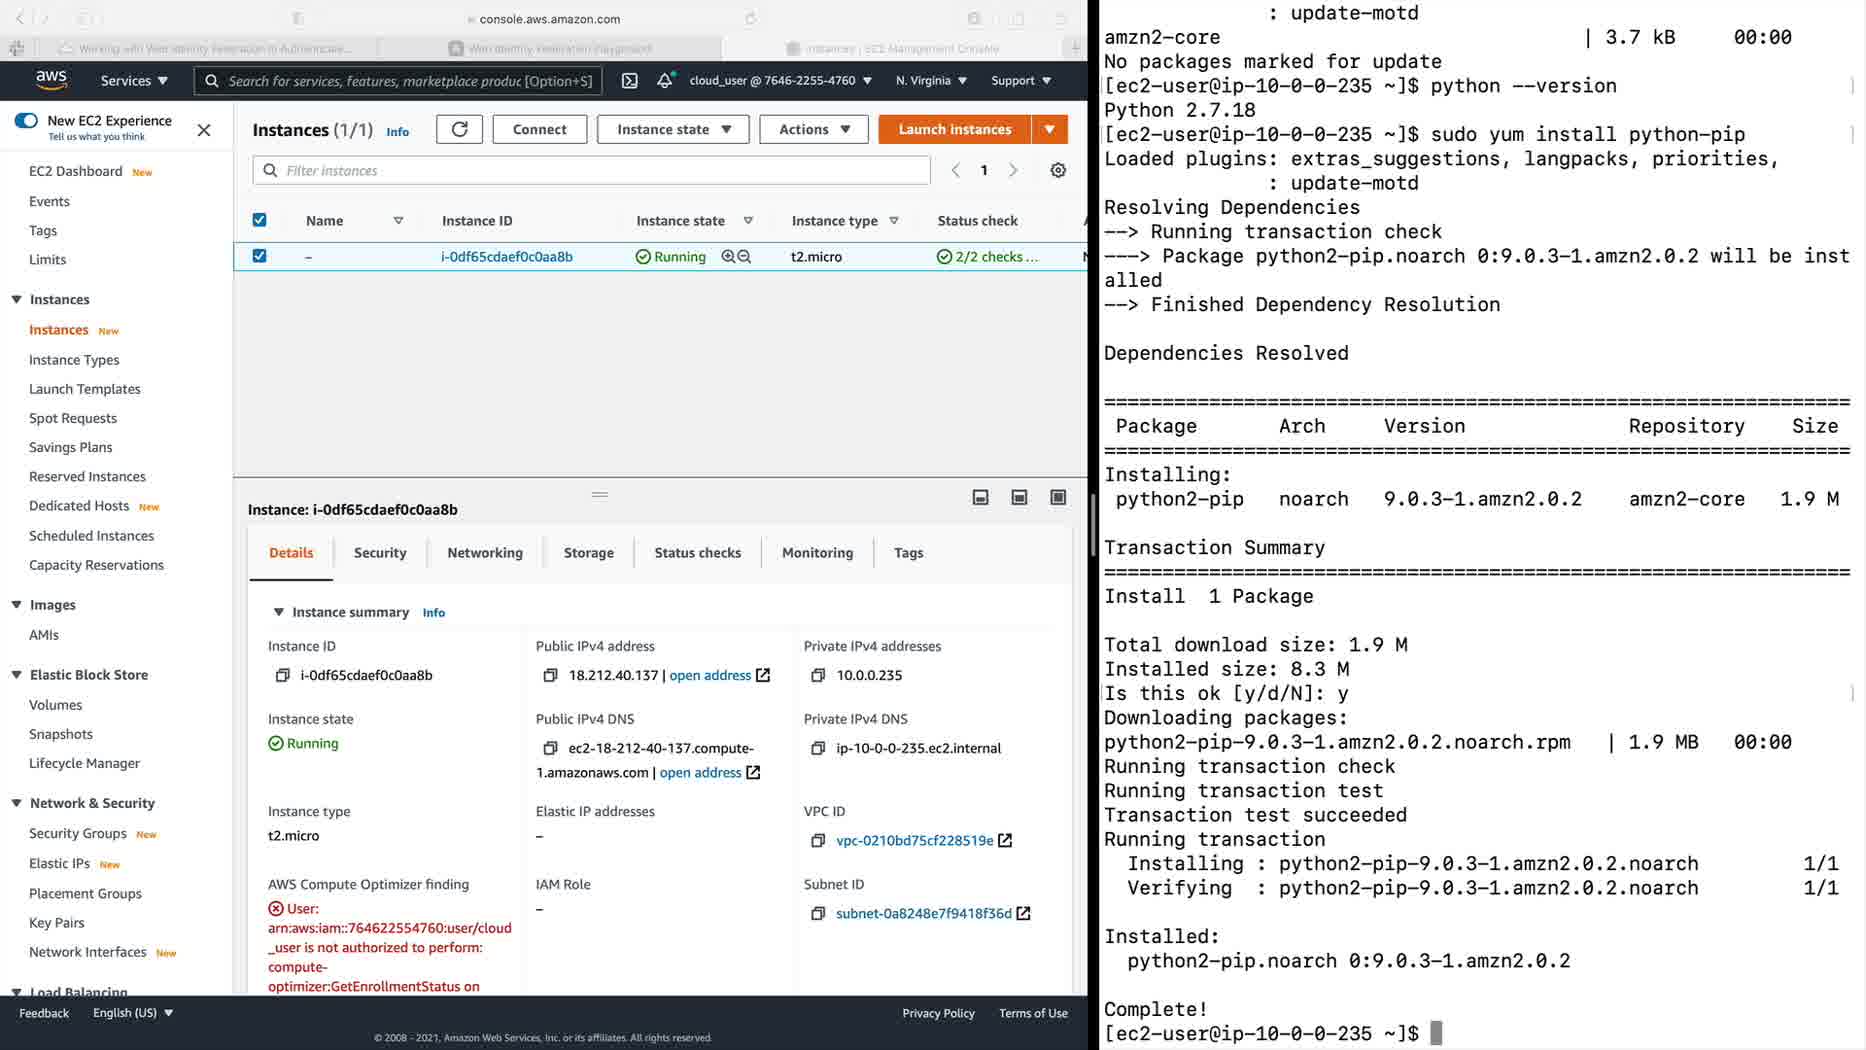 console.aws.amazon.com
Working with Web Identity Federation to Authenticate...
Web Identity Federation Playground
Instances | EC2 Management Console
aws
Services
Search for services, features, marketplace produc [Option+S]
cloud_user @ 7646-2255-4760
N. Virginia
Support
New EC2 Experience
Tell us what you think
EC2 Dashboard New
Events
Tags
Limits
Instances
Instances New
Instance Types
Launch Templates
Spot Requests
Savings Plans
Reserved Instances
Dedicated Hosts New
Scheduled Instances
Capacity Reservations
Images
AMIs
Elastic Block Store
Volumes
Snapshots
Lifecycle Manager
Network & Security
Security Groups New
Elastic IPs New
Placement Groups
Key Pairs
Network Interfaces New
Load Balancing
Instances (1/1) Info
Connect
Instance state
Actions
Launch instances
Filter instances
1
Name
Instance ID
Instance state
Instance type
Status check
–
i-0df65cdaef0c0aa8b
Running
t2.micro
2/2 checks ...
Instance: i-0df65cdaef0c0aa8b
Details
Security
Networking
Storage
Status checks
Monitoring
Tags
Instance summary Info
Instance ID
i-0df65cdaef0c0aa8b
Public IPv4 address
18.212.40.137 | open address
Private IPv4 addresses
10.0.0.235
Instance state
Running
Public IPv4 DNS
ec2-18-212-40-137.compute-
1.amazonaws.com | open address
Private IPv4 DNS
ip-10-0-0-235.ec2.internal
Instance type
t2.micro
Elastic IP addresses
–
VPC ID
vpc-0210bd75cf228519e
AWS Compute Optimizer finding
User:
arn:aws:iam::764622554760:user/cloud
_user is not authorized to perform:
compute-
optimizer:GetEnrollmentStatus on
IAM Role
–
Subnet ID
subnet-0a8248e7f9418f36d
Feedback
English (US)
Privacy Policy
Terms of Use
© 2008 - 2021, Amazon Web Services, Inc. or its affiliates. All rights reserved.
: update-motd
amzn2-core | 3.7 kB 00:00
No packages marked for update
[ec2-user@ip-10-0-0-235 ~]$ python --version
Python 2.7.18
[ec2-user@ip-10-0-0-235 ~]$ sudo yum install python-pip
Loaded plugins: extras_suggestions, langpacks, priorities,
: update-motd
Resolving Dependencies
--> Running transaction check
---> Package python2-pip.noarch 0:9.0.3-1.amzn2.0.2 will be inst
alled
--> Finished Dependency Resolution
Dependencies Resolved
================================================================
Package Arch Version Repository Size
================================================================
Installing:
python2-pip noarch 9.0.3-1.amzn2.0.2 amzn2-core 1.9 M
Transaction Summary
================================================================
Install 1 Package
Total download size: 1.9 M
Installed size: 8.3 M
Is this ok [y/d/N]: y
Downloading packages:
python2-pip-9.0.3-1.amzn2.0.2.noarch.rpm | 1.9 MB 00:00
Running transaction check
Running transaction test
Transaction test succeeded
Running transaction
Installing : python2-pip-9.0.3-1.amzn2.0.2.noarch 1/1
Verifying : python2-pip-9.0.3-1.amzn2.0.2.noarch 1/1
Installed:
python2-pip.noarch 0:9.0.3-1.amzn2.0.2
Complete!
[ec2-user@ip-10-0-0-235 ~]$